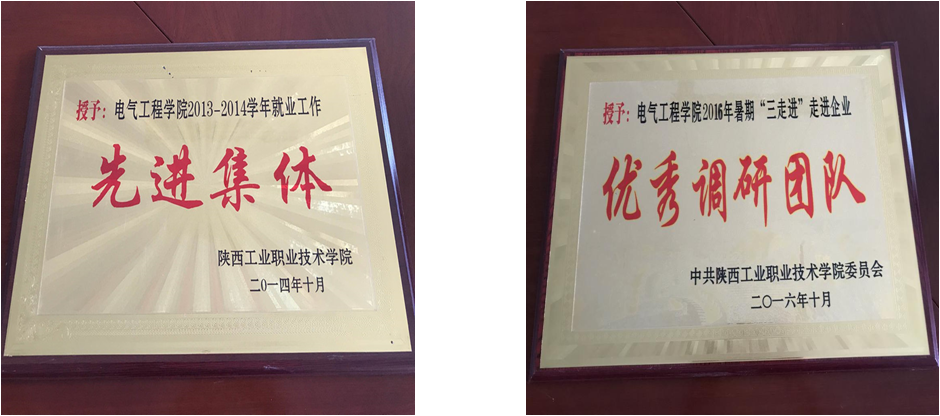 授予：电气工程学院2013-2014学年就业工作
先进集体
陕西工业职业技术学院
二〇一四年十月
授予：电气工程学院2016年暑期“三走进”走进企业
优秀调研团队
中共陕西工业职业技术学院委员会
二〇一六年十月